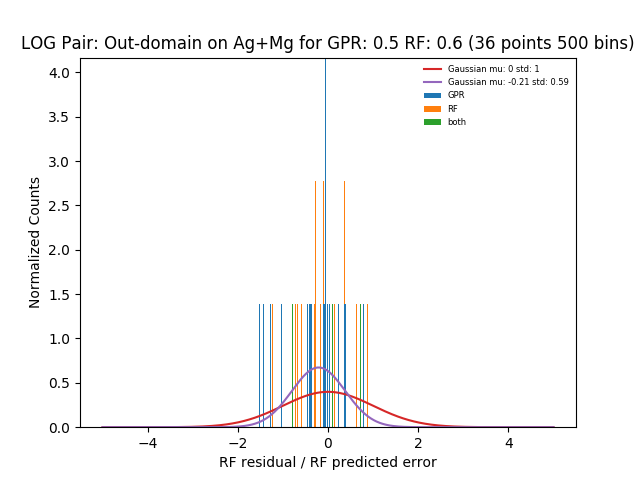 LOG Pair: Out-domain on Ag+Mg for GPR: 0.5 RF: 0.6 (36 points 500 bins)
Gaussian mu: 0 std: 1
Gaussian mu: -0.21 std: 0.59
GPR
RF
both
Normalized Counts
4.0
3.5
3.0
2.5
2.0
1.5
1.0
0.5
0.0
−4
−2
0
2
4
RF residual / RF predicted error